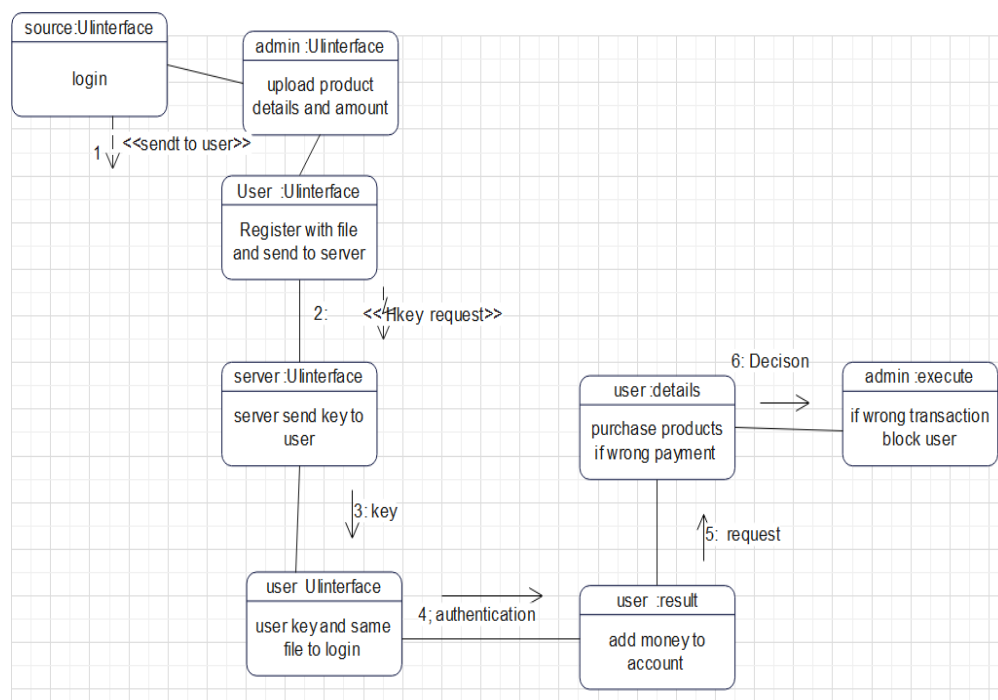 source:UIinterface
login
admin :UIinterface
upload product
details and amount
1
<<sendt to user>>
User :UIinterface
Register with file
and send to server
2:
<<Hkey request>>
server :UIinterface
server send key to
user
3: key
user UIinterface
user key and same
file to login
4; authentication
user :result
add money to
account
5: request
user :details
purchase products
if wrong payment
6: Decison
admin :execute
if wrong transaction
block user